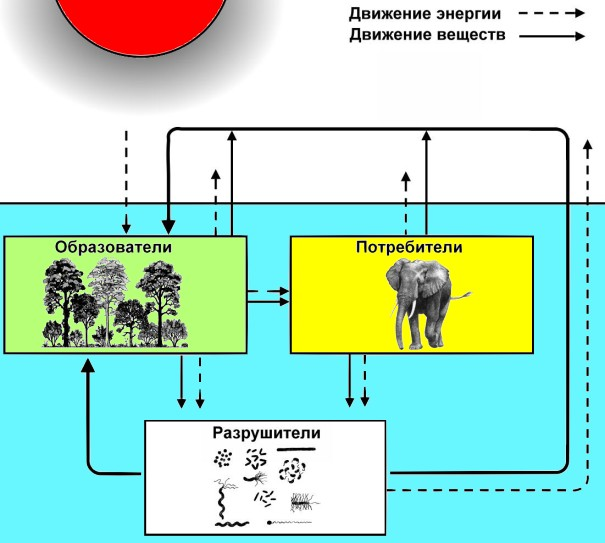 Движение энергии
Движение веществ
Образователи
Потребители
Разрушители